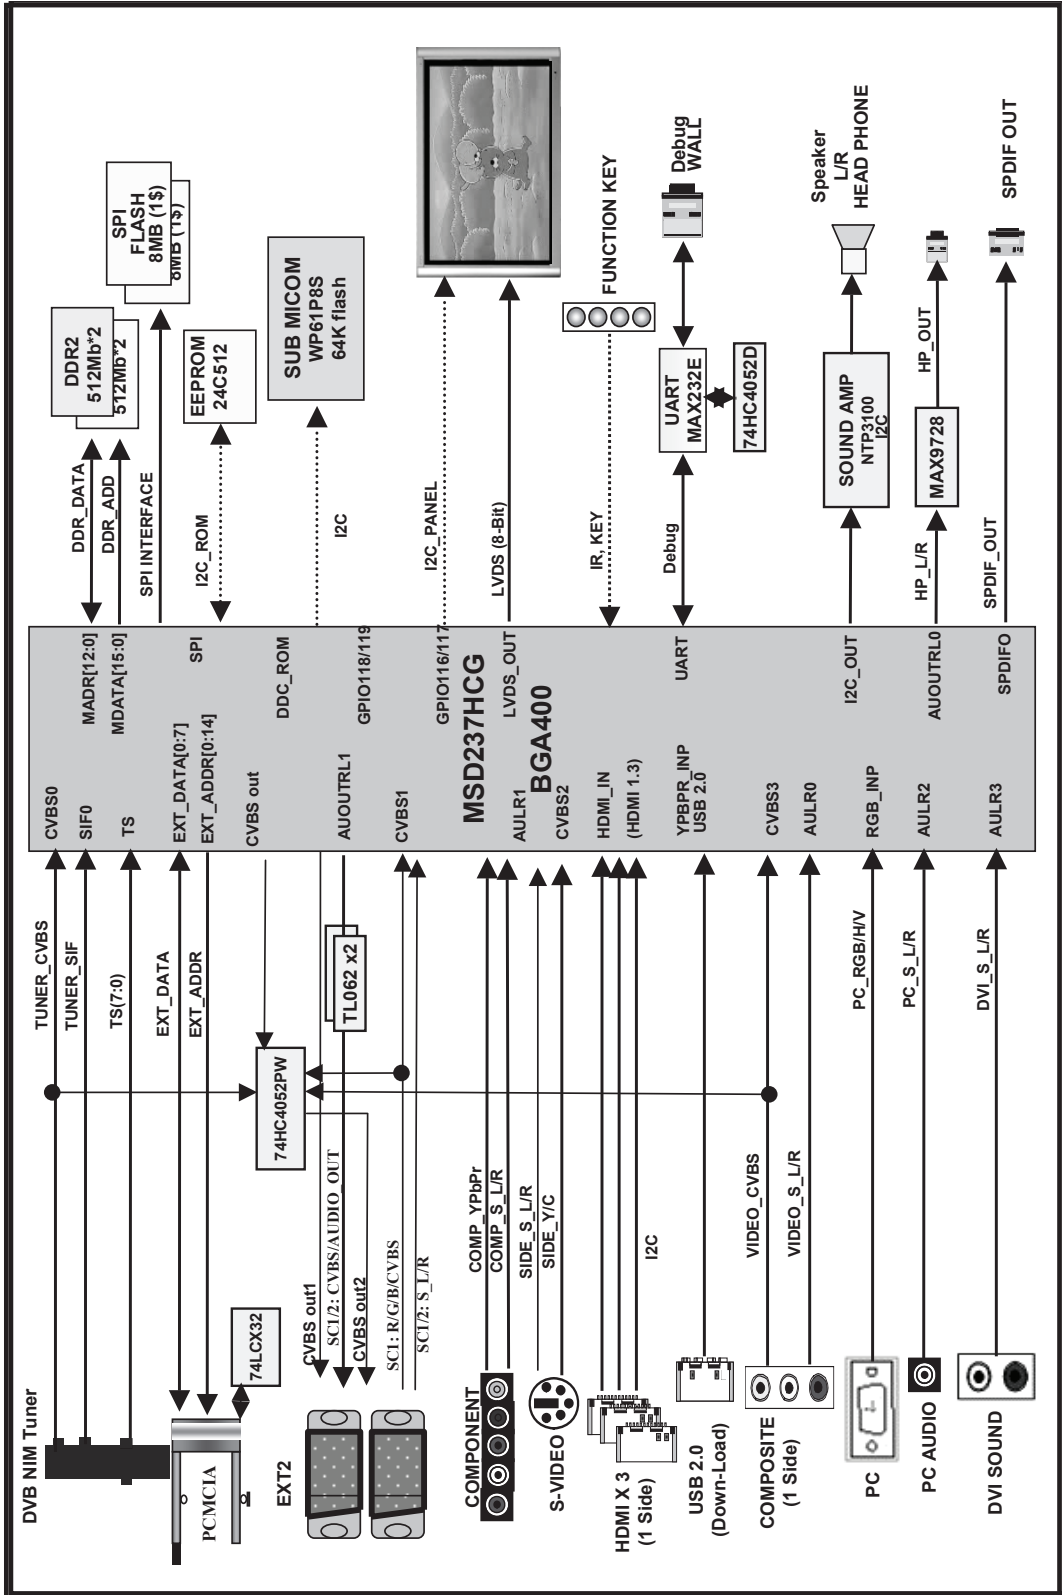 DVB NIM Tuner
PCMCIA
74LCX32
EXT2
COMPONENT
S-VIDEO
HDMI X 3
(1 Side)
USB 2.0
(Down-Load)
COMPOSITE
(1 Side)
PC
PC AUDIO
DVI SOUND
TUNER_CVBS
TUNER_SIF
TS(7:0)
EXT_DATA
EXT_ADDR
74HC4052PW
TL062 x2
CVBS out1
SC1/2: CVBS/AUDIO_OUT
CVBS out2
SC1: R/G/B/CVBS
SC1/2: S_L/R
COMP_YPbPr
COMP_S_L/R
SIDE_S_L/R
SIDE_Y/C
I2C
VIDEO_CVBS
VIDEO_S_L/R
PC_RGB/H/V
PC_S_L/R
DVI_S_L/R
CVBS0
SIF0
TS
EXT_DATA[0:7]
EXT_ADDR[0:14]
CVBS out
AUOUTRL1
CVBS1
MSD237HCG
BGA400
AULR1
CVBS2
HDMI_IN
(HDMI 1.3)
YPBPR_INP
USB 2.0
CVBS3
AULR0
RGB_INP
AULR2
AULR3
MADR[12:0]
MDATA[15:0]
SPI
DDC_ROM
GPIO118/119
GPIO116/117
LVDS_OUT
UART
I2C_OUT
AUOUTRL0
SPDIFO
DDR_DATA
DDR_ADD
SPI INTERFACE
I2C_ROM
I2C
I2C_PANEL
LVDS (8-Bit)
IR, KEY
Debug
HP_L/R
SPDIF_OUT
DDR2
512Mb*2
512Mb*2
SPI
FLASH
8MB (1$)
8MB (1$)
EEPROM
24C512
SUB MICOM
WP61P8S
64K flash
FUNCTION KEY
UART
MAX232E
74HC4052D
Debug
WALL
SOUND AMP
NTP3100
I2C
Speaker
L/R
HEAD PHONE
MAX9728
HP_OUT
SPDIF OUT